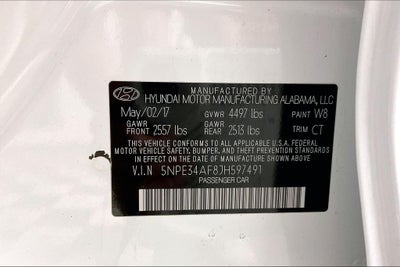 MANUFACTURED BY
HYUNDAI MOTOR MANUFACTURING ALABAMA, LLC
May/02/17 GVWR 4497 lbs PAINT W8
GAWR GAWR
FRONT 2557 lbs REAR 2513 lbs TRIM CT
THIS VEHICLE CONFORMS TO ALL APPLICABLE U.S.A. FEDERAL
MOTOR VEHICLE SAFETY, BUMPER, AND THEFT PREVENTION STANDARDS
IN EFFECT ON THE DATE OF MANUFACTURE SHOWN ABOVE.
V.I.N 5NPE34AF8JH597491
PASSENGER CAR